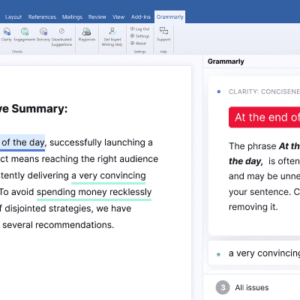 Layout References Mailings Review View Add-ins Grammarly
Clarity Engagement Delivery Deactivated Suggestions Plagiarism Get Expert Writing Help Log Out Settings About Support
Settings Help
Grammarly
CLARITY: CONCISENE
At the end of
The phrase At th
the day, is often
and may be unne
your sentence. C
removing it.
a very convincing
3 All issues
ve Summary:
of the day, successfully launching a
ct means reaching the right audience
tently delivering a very convincing
To avoid spending money recklessly
f disjointed strategies, we have
several recommendations.